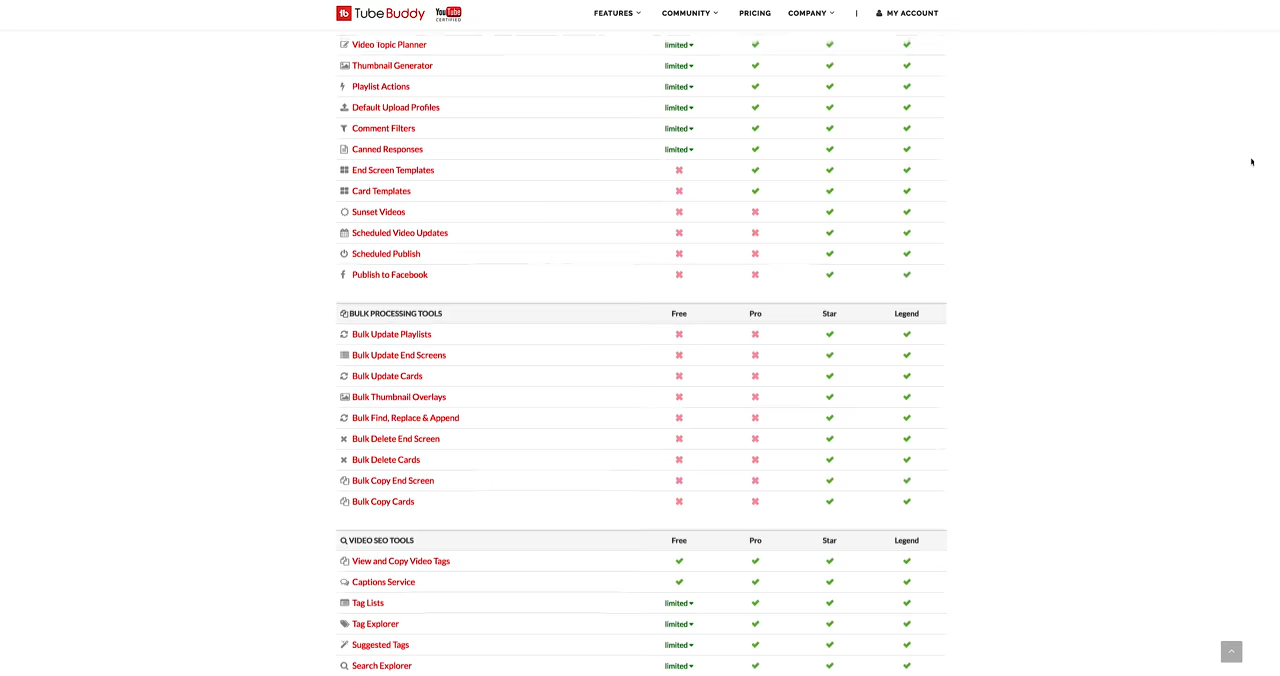 tb TubeBuddy YouTube CERTIFIED FEATURES COMMUNITY PRICING COMPANY | MY ACCOUNT
Video Topic Planner limited
Thumbnail Generator limited
Playlist Actions limited
Default Upload Profiles limited
Comment Filters limited
Canned Responses limited
End Screen Templates
Card Templates
Sunset Videos
Scheduled Video Updates
Scheduled Publish
Publish to Facebook
BULK PROCESSING TOOLS Free Pro Star Legend
Bulk Update Playlists
Bulk Update End Screens
Bulk Update Cards
Bulk Thumbnail Overlays
Bulk Find, Replace & Append
Bulk Delete End Screen
Bulk Delete Cards
Bulk Copy End Screen
Bulk Copy Cards
VIDEO SEO TOOLS Free Pro Star Legend
View and Copy Video Tags
Captions Service
Tag Lists limited
Tag Explorer limited
Suggested Tags limited
Search Explorer limited